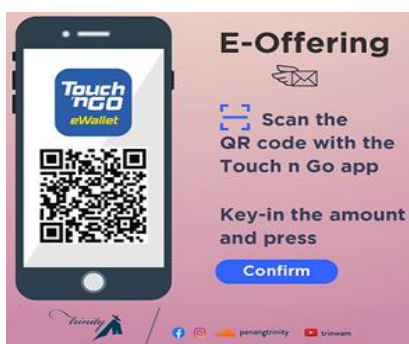 Touch
'nGO
eWallet
E-Offering
Scan the
QR code with the
Touch n Go app
Key-in the amount
and press
Confirm
Trinity
penangtrinity
trinwam